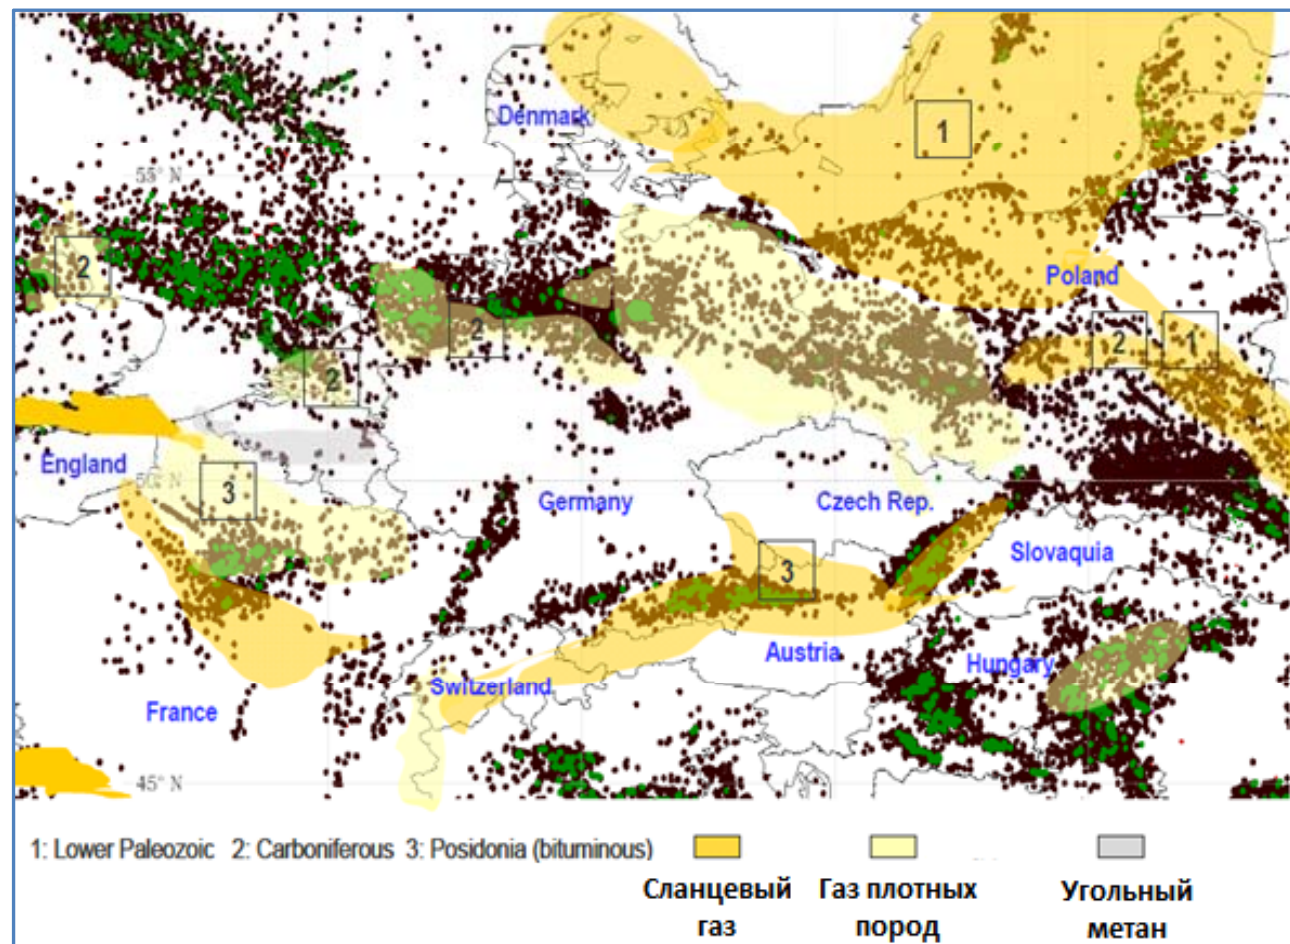 Denmark
1
55° N
2
Poland
2
2
1
2
England
3
50° N
Germany
Czech Rep.
Slovaquia
3
Austria
Hungary
Switzerland
France
45° N
1: Lower Paleozoic 2: Carboniferous 3: Posidonia (bituminous)
Сланцевый газ
Газ плотных пород
Угольный метан